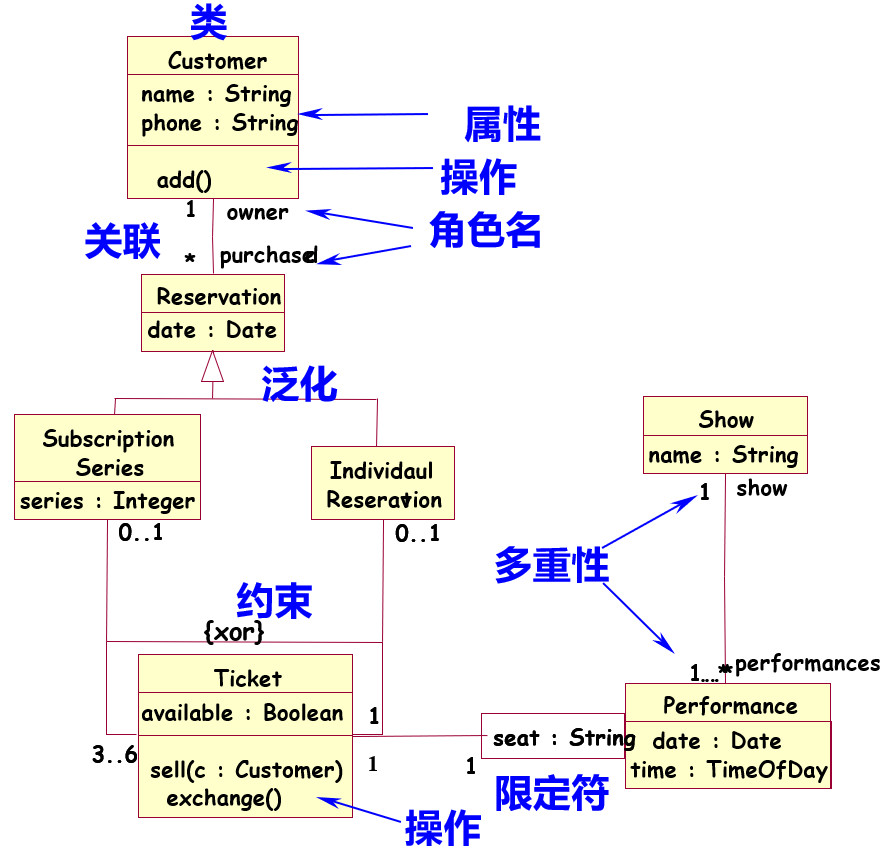 类
Customer
name : String
phone : String
属性
add()
操作
1 owner
角色名
关联
* purchased
Reservation
date : Date
泛化
Subscription
Series
series : Integer
0..1
Individaul
Reseravtion
0..1
Show
name : String
1 show
多重性
约束
{xor}
1...* performances
Ticket
available : Boolean
1
3..6
sell(c : Customer)
exchange()
1
1
seat : String
限定符
Performance
date : Date
time : TimeOfDay
操作